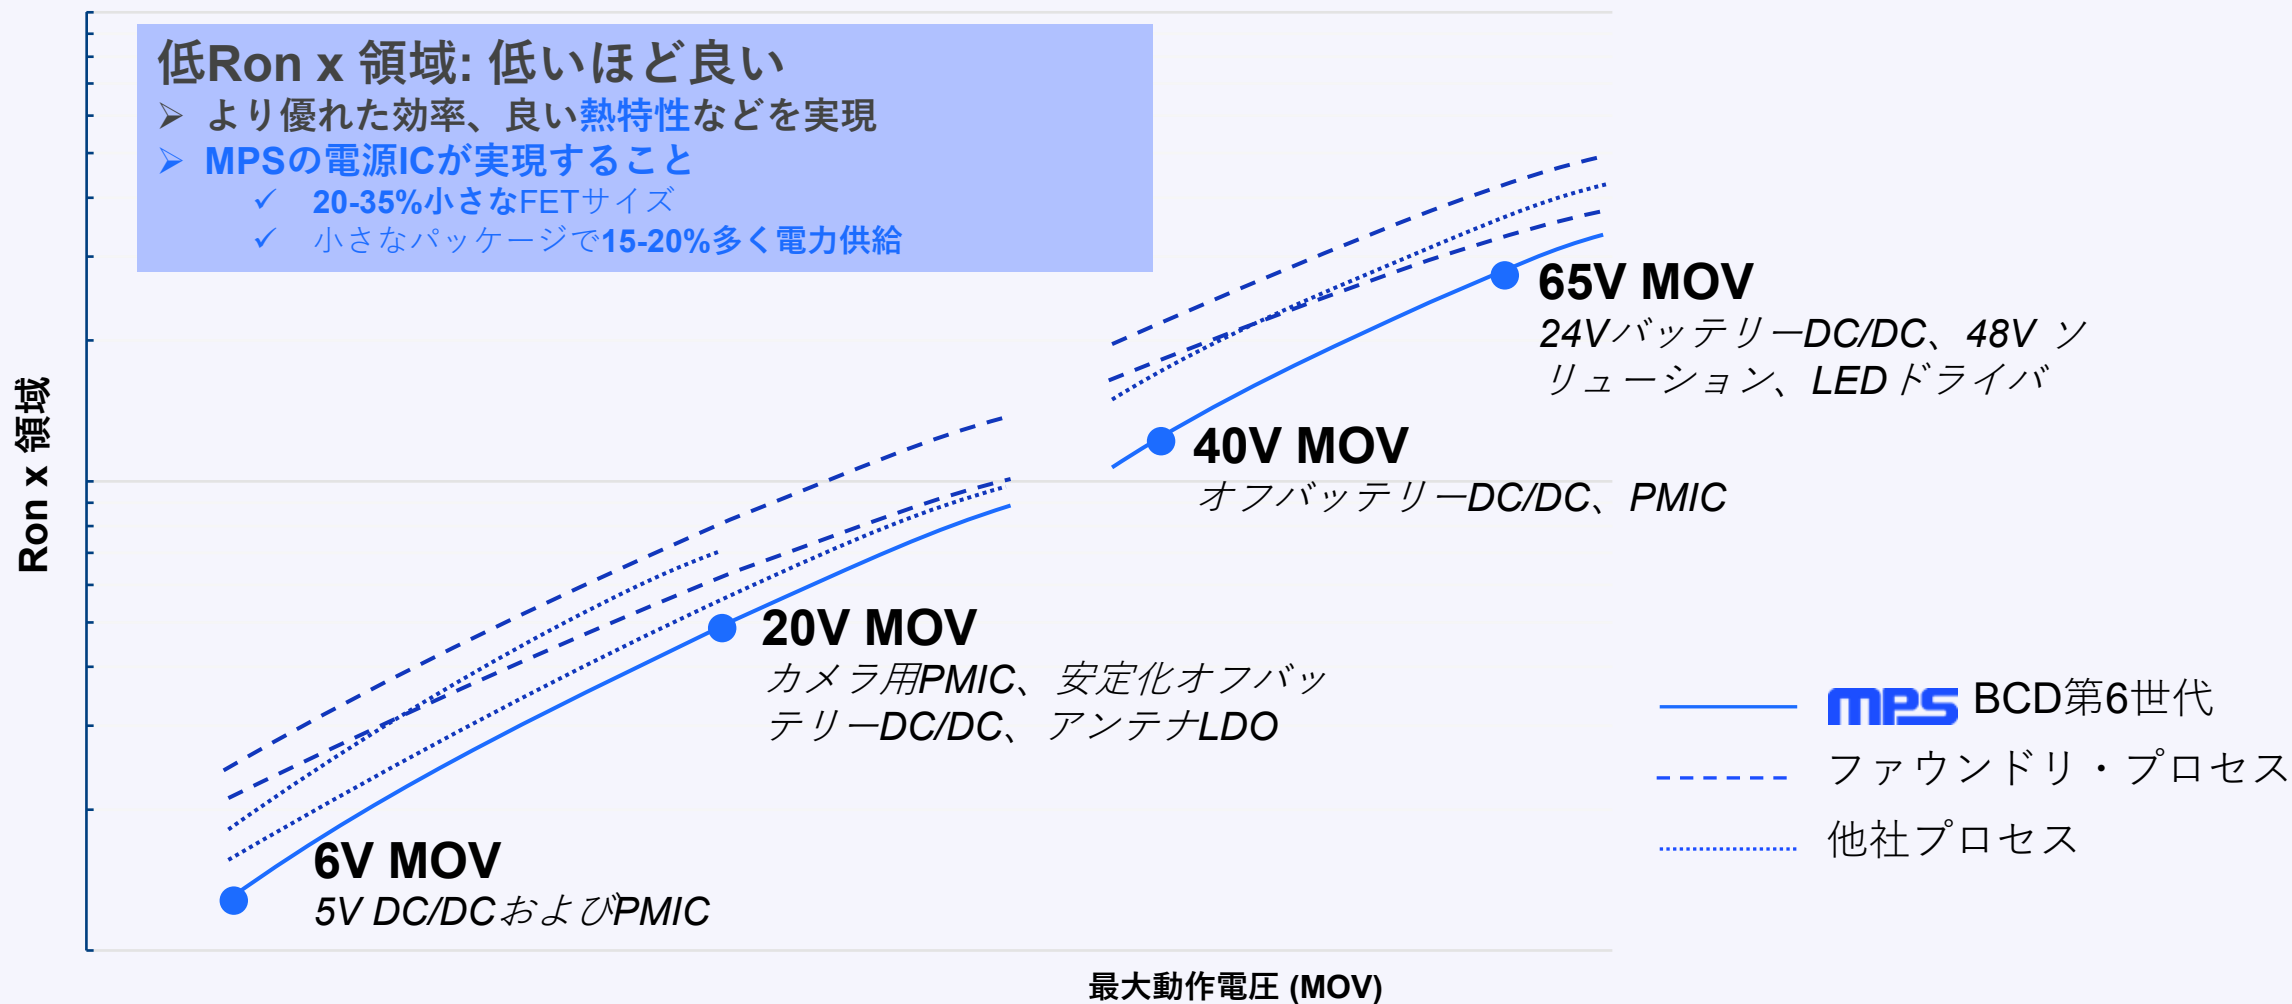 低Ron x 領域: 低いほど良い
➢ より優れた効率、良い熱特性などを実現
➢ MPSの電源ICが実現すること
✓ 20-35%小さなFETサイズ
✓ 小さなパッケージで15-20%多く電力供給
Ron x 領域
65V MOV
24VバッテリーDC/DC、48V ソ
リューション、LEDドライバ
40V MOV
オフバッテリーDC/DC、PMIC
20V MOV
カメラ用PMIC、安定化オフバッ
テリーDC/DC、アンテナLDO
6V MOV
5V DC/DCおよびPMIC
mps BCD第6世代
ファウンドリ・プロセス
他社プロセス
最大動作電圧 (MOV)